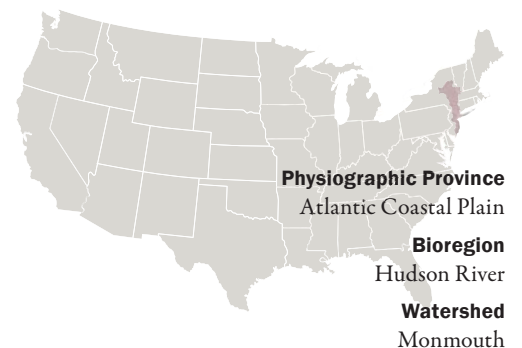 Physiographic Province
Atlantic Coastal Plain
Bioregion
Hudson River
Watershed
Monmouth